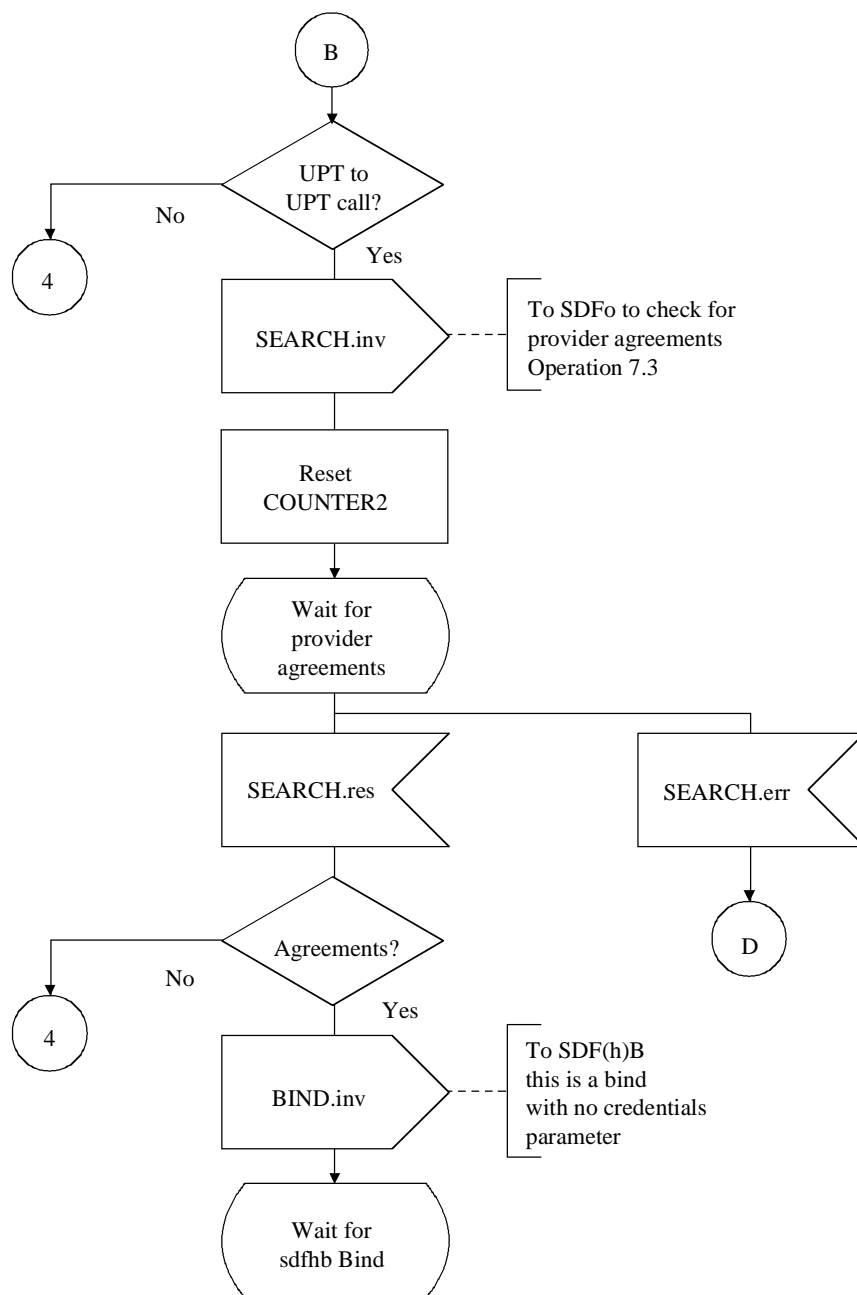 B
UPT to
UPT call?
No
Yes
4
SEARCH.inv
To SDFo to check for
provider agreements
Operation 7.3
Reset
COUNTER2
Wait for
provider
agreements
SEARCH.res
SEARCH.err
Agreements?
D
No
Yes
4
BIND.inv
To SDF(h)B
this is a bind
with no credentials
parameter
Wait for
sdfhb Bind